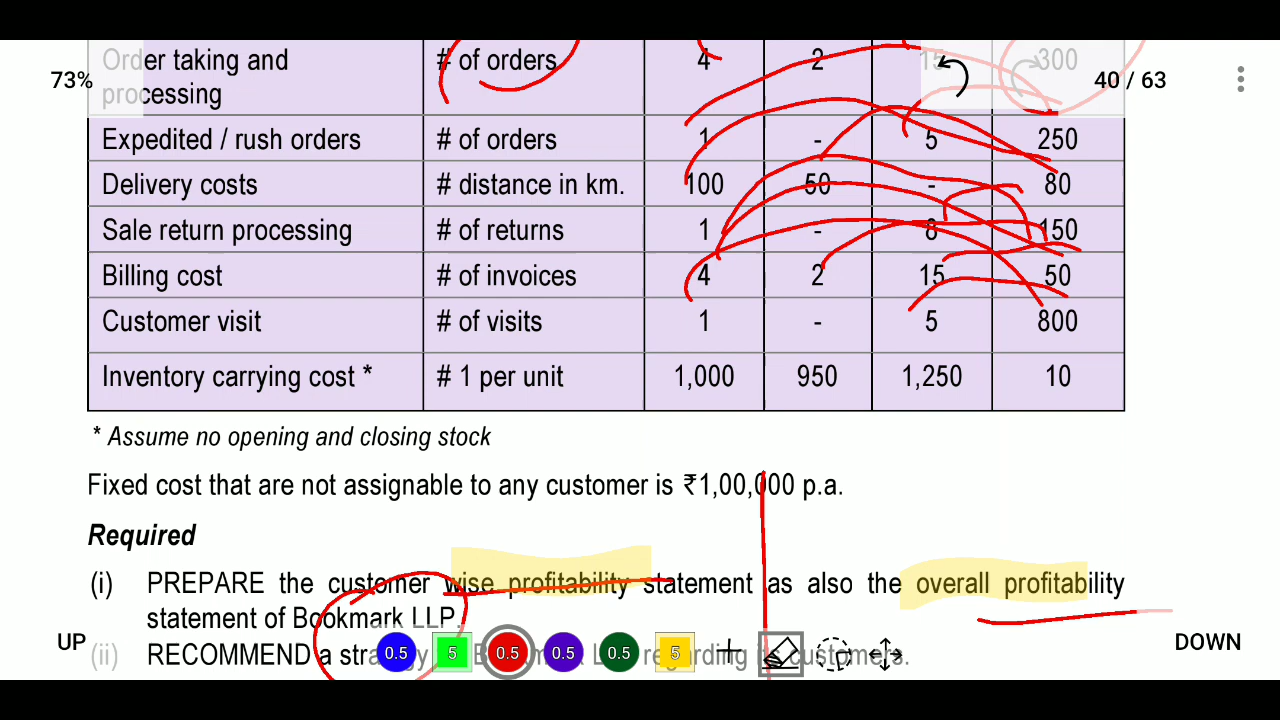 Order taking and processing # of orders 4 2 15 300
73% 40 / 63
Expedited / rush orders # of orders 1 - 5 250
Delivery costs # distance in km. 100 50 - 80
Sale return processing # of returns 1 - 8 150
Billing cost # of invoices 4 2 15 50
Customer visit # of visits 1 - 5 800
Inventory carrying cost * # 1 per unit 1,000 950 1,250 10
* Assume no opening and closing stock
Fixed cost that are not assignable to any customer is ₹1,00,000 p.a.
Required
(i) PREPARE the customer wise profitability statement as also the overall profitability
statement of Bookmark LLP.
UP DOWN
(ii) RECOMMEND a regarding customers.
0.5 5 0.5 0.5 0.5 5